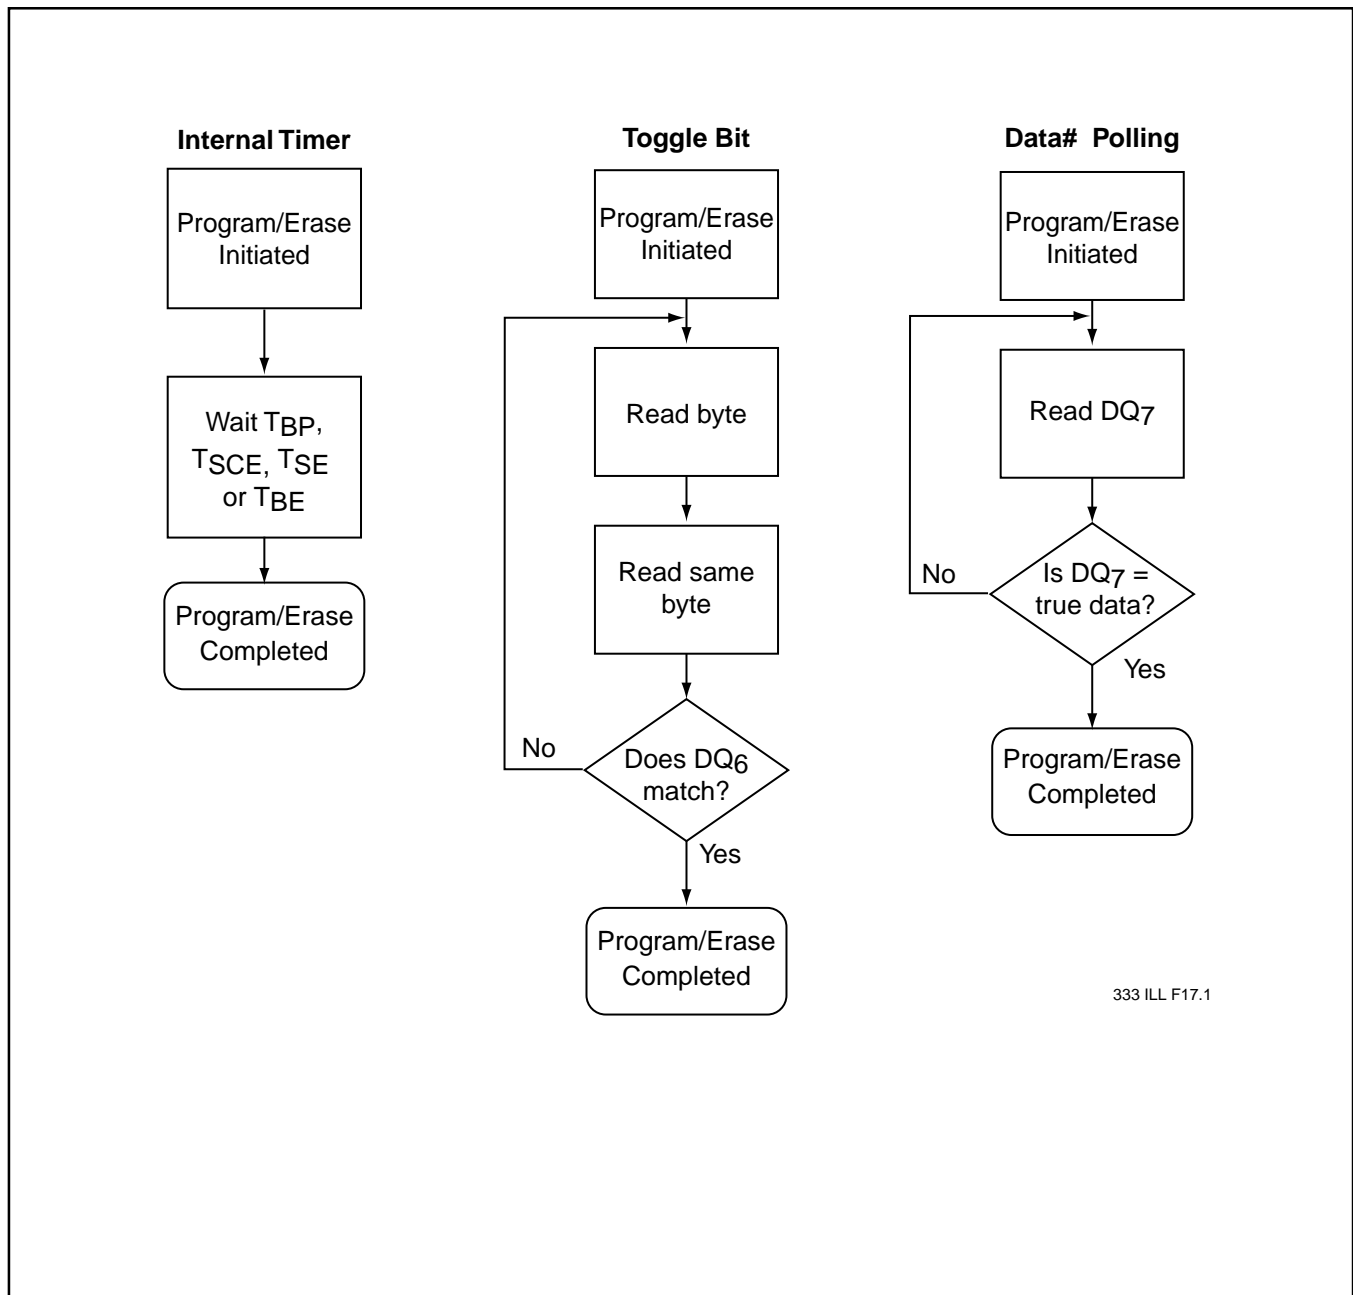 Internal Timer
Program/Erase
Initiated
Wait TBP,
TSCE, TSE
or TBE
Program/Erase
Completed
Toggle Bit
Program/Erase
Initiated
Read byte
Read same
byte
No
Does DQ6
match?
Yes
Program/Erase
Completed
Data# Polling
Program/Erase
Initiated
Read DQ7
No
Is DQ7 =
true data?
Yes
Program/Erase
Completed
333 ILL F17.1